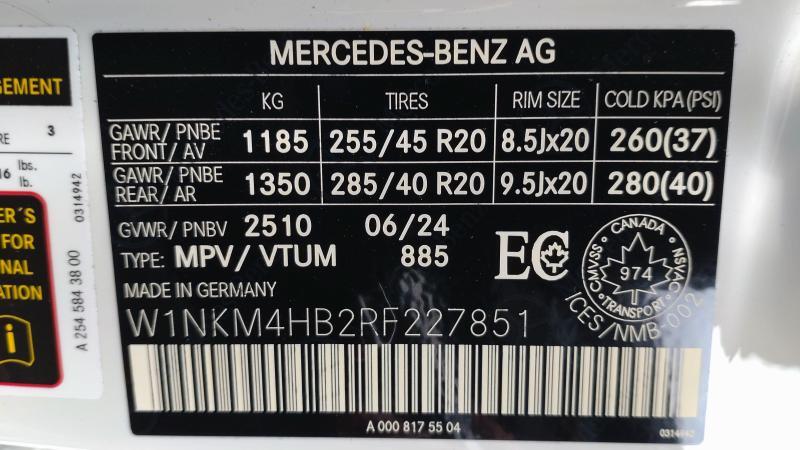 MERCEDES-BENZ AG
KG TIRES RIM SIZE COLD KPA(PSI)
GAWR/ PNBE FRONT/ AV 1185 255/45 R20 8.5Jx20 260(37)
GAWR/ PNBE REAR/ AR 1350 285/40 R20 9.5Jx20 280(40)
GVWR/ PNBV 2510 06/24
TYPE: MPV/ VTUM 885
MADE IN GERMANY
W1NKM4HB2RF227851
A 000 817 55 04
0314942
EC
CANADA
CMVSS 974 NSVAC
TRANSPORT
ICES/NMB-002
GEMENT
RE 3
16 lbs.
lb.
ER´S
FOR
NAL
ATION
i
0314942
A 254 584 38 00